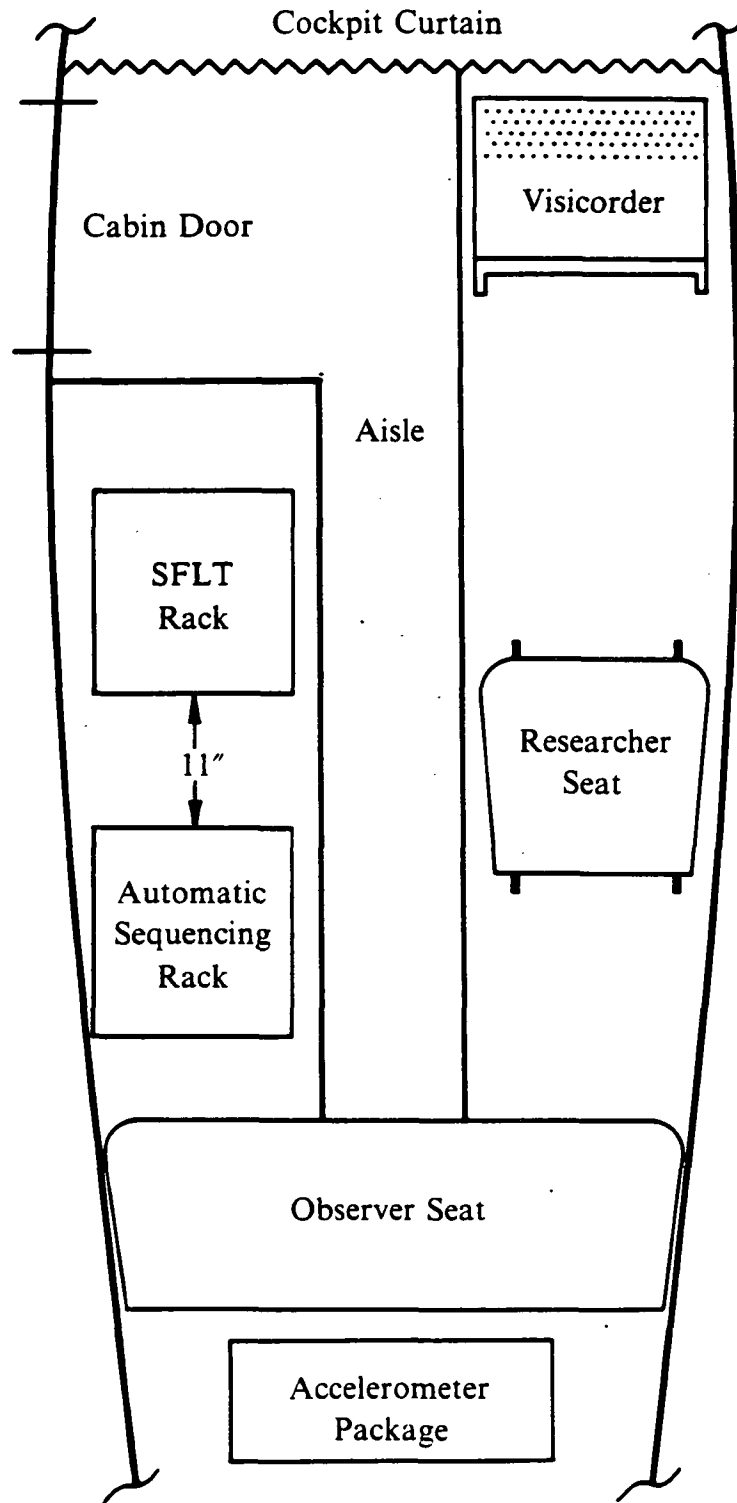 Cockpit Curtain
Visicorder
Cabin Door
Aisle
SFLT
Rack
11″
Researcher
Seat
Automatic
Sequencing
Rack
Observer Seat
Accelerometer
Package